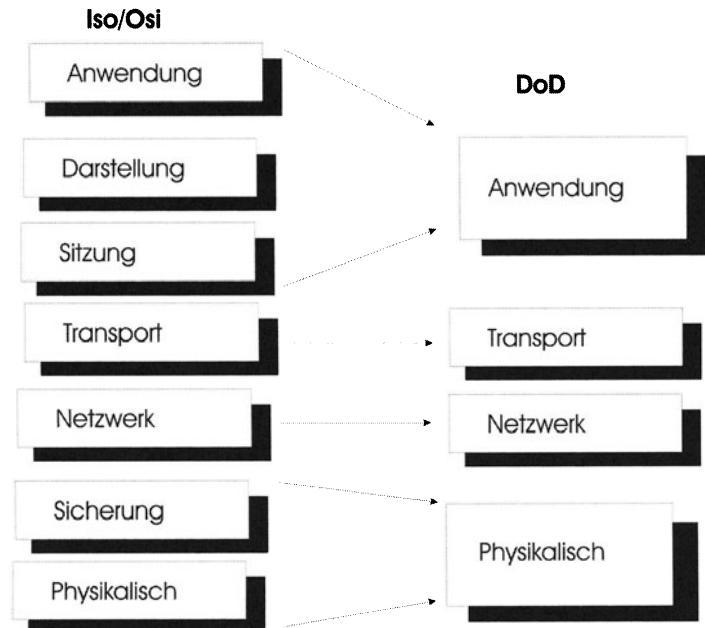 Iso/Osi
Anwendung
Darstellung
Sitzung
Transport
Netzwerk
Sicherung
Physikalisch
DoD
Anwendung
Transport
Netzwerk
Physikalisch